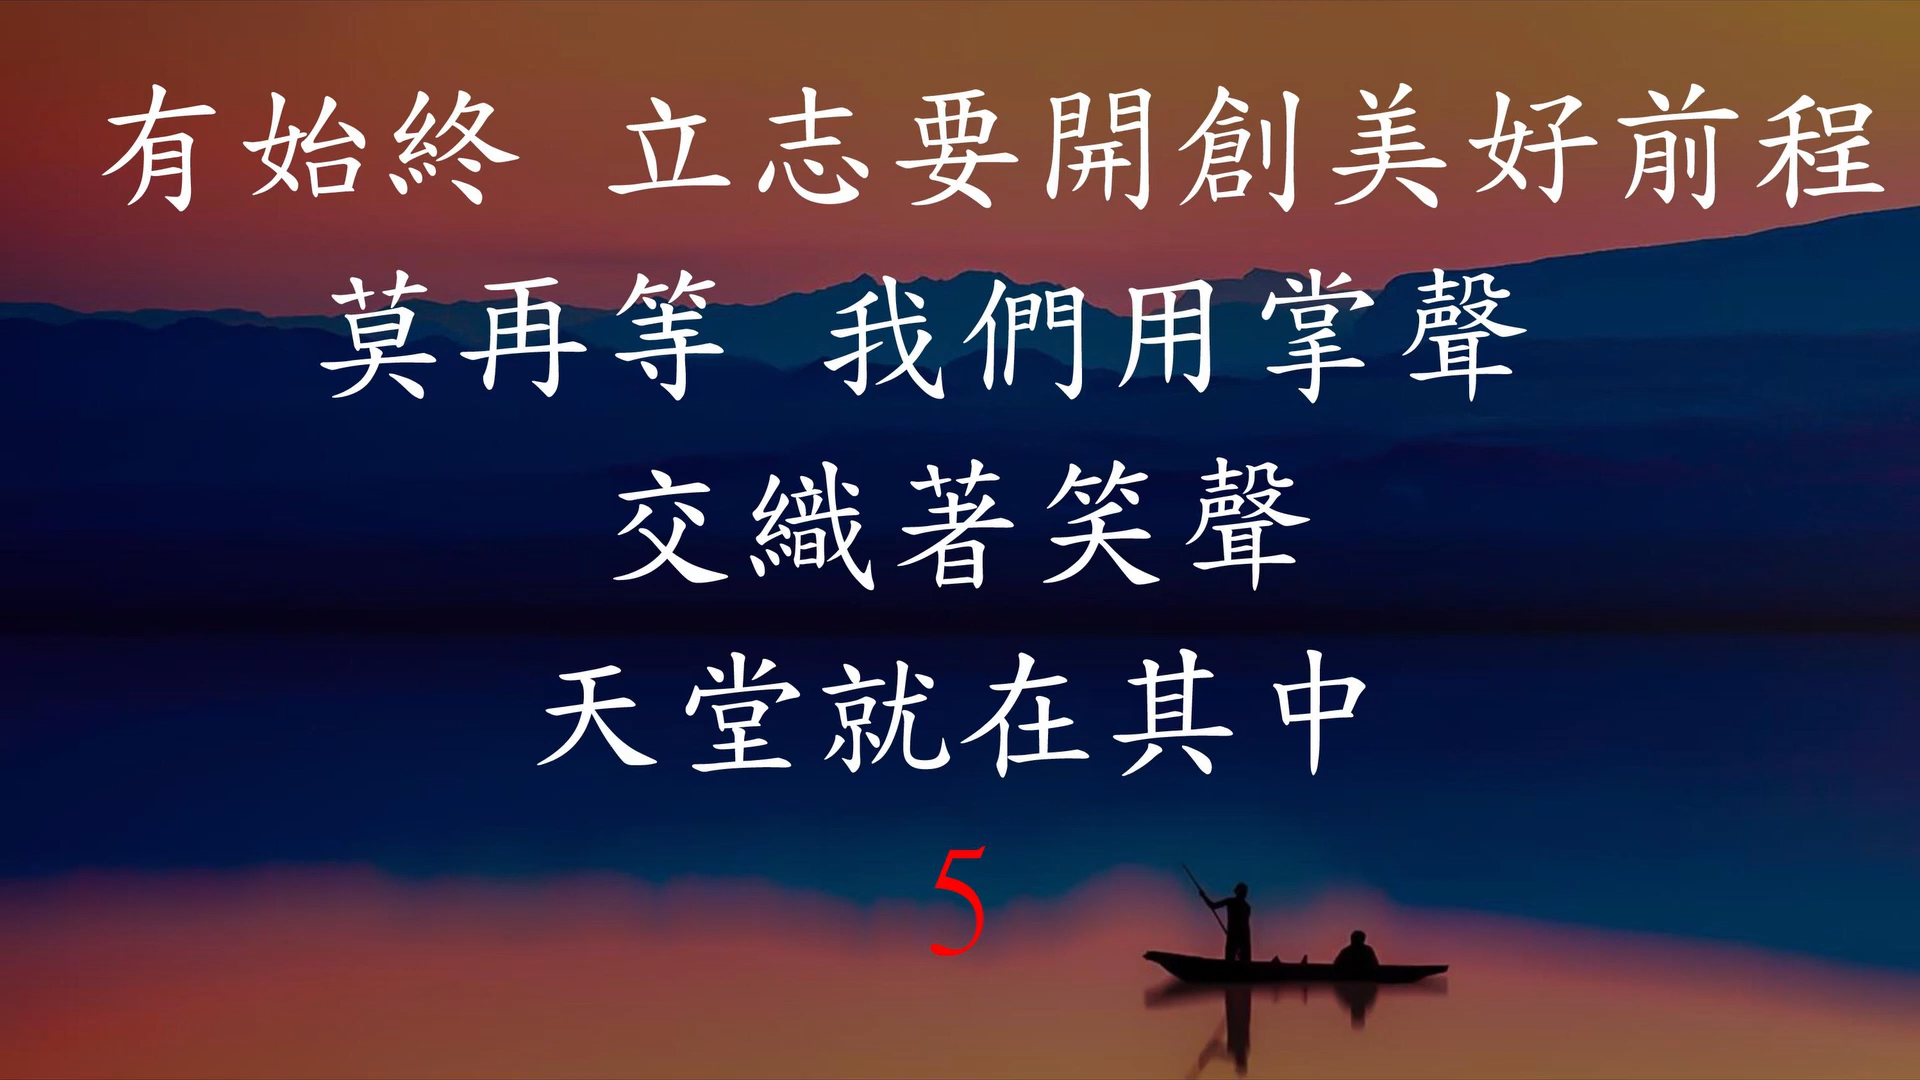 有始終 立志要開創美好前程
莫再等 我們用掌聲
交織著笑聲
天堂就在其中
5